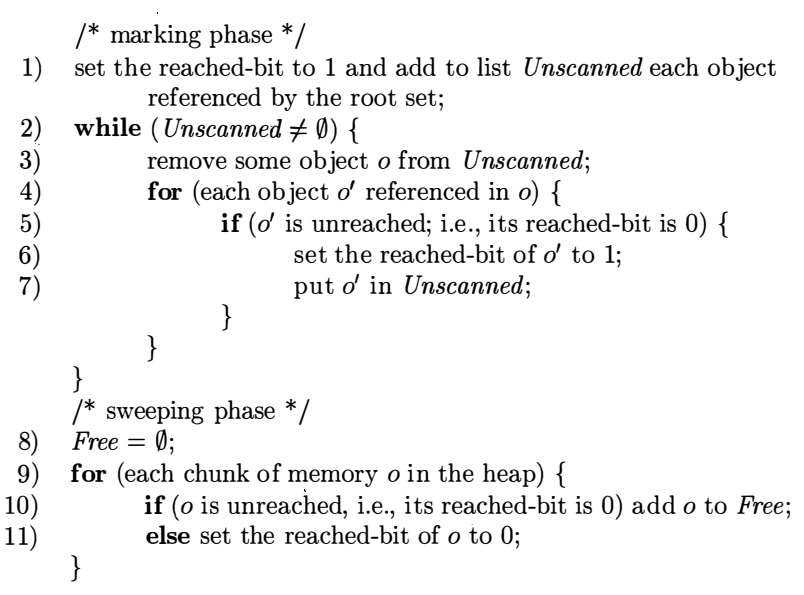 /* marking phase */
1) set the reached-bit to 1 and add to list Unscanned each object
referenced by the root set;
2) while (Unscanned ≠ ∅) {
3) remove some object o from Unscanned;
4) for (each object o′ referenced in o) {
5) if (o′ is unreached; i.e., its reached-bit is 0) {
6) set the reached-bit of o′ to 1;
7) put o′ in Unscanned;
}
}
}
/* sweeping phase */
8) Free = ∅;
9) for (each chunk of memory o in the heap) {
10) if (o is unreached, i.e., its reached-bit is 0) add o to Free;
11) else set the reached-bit of o to 0;
}